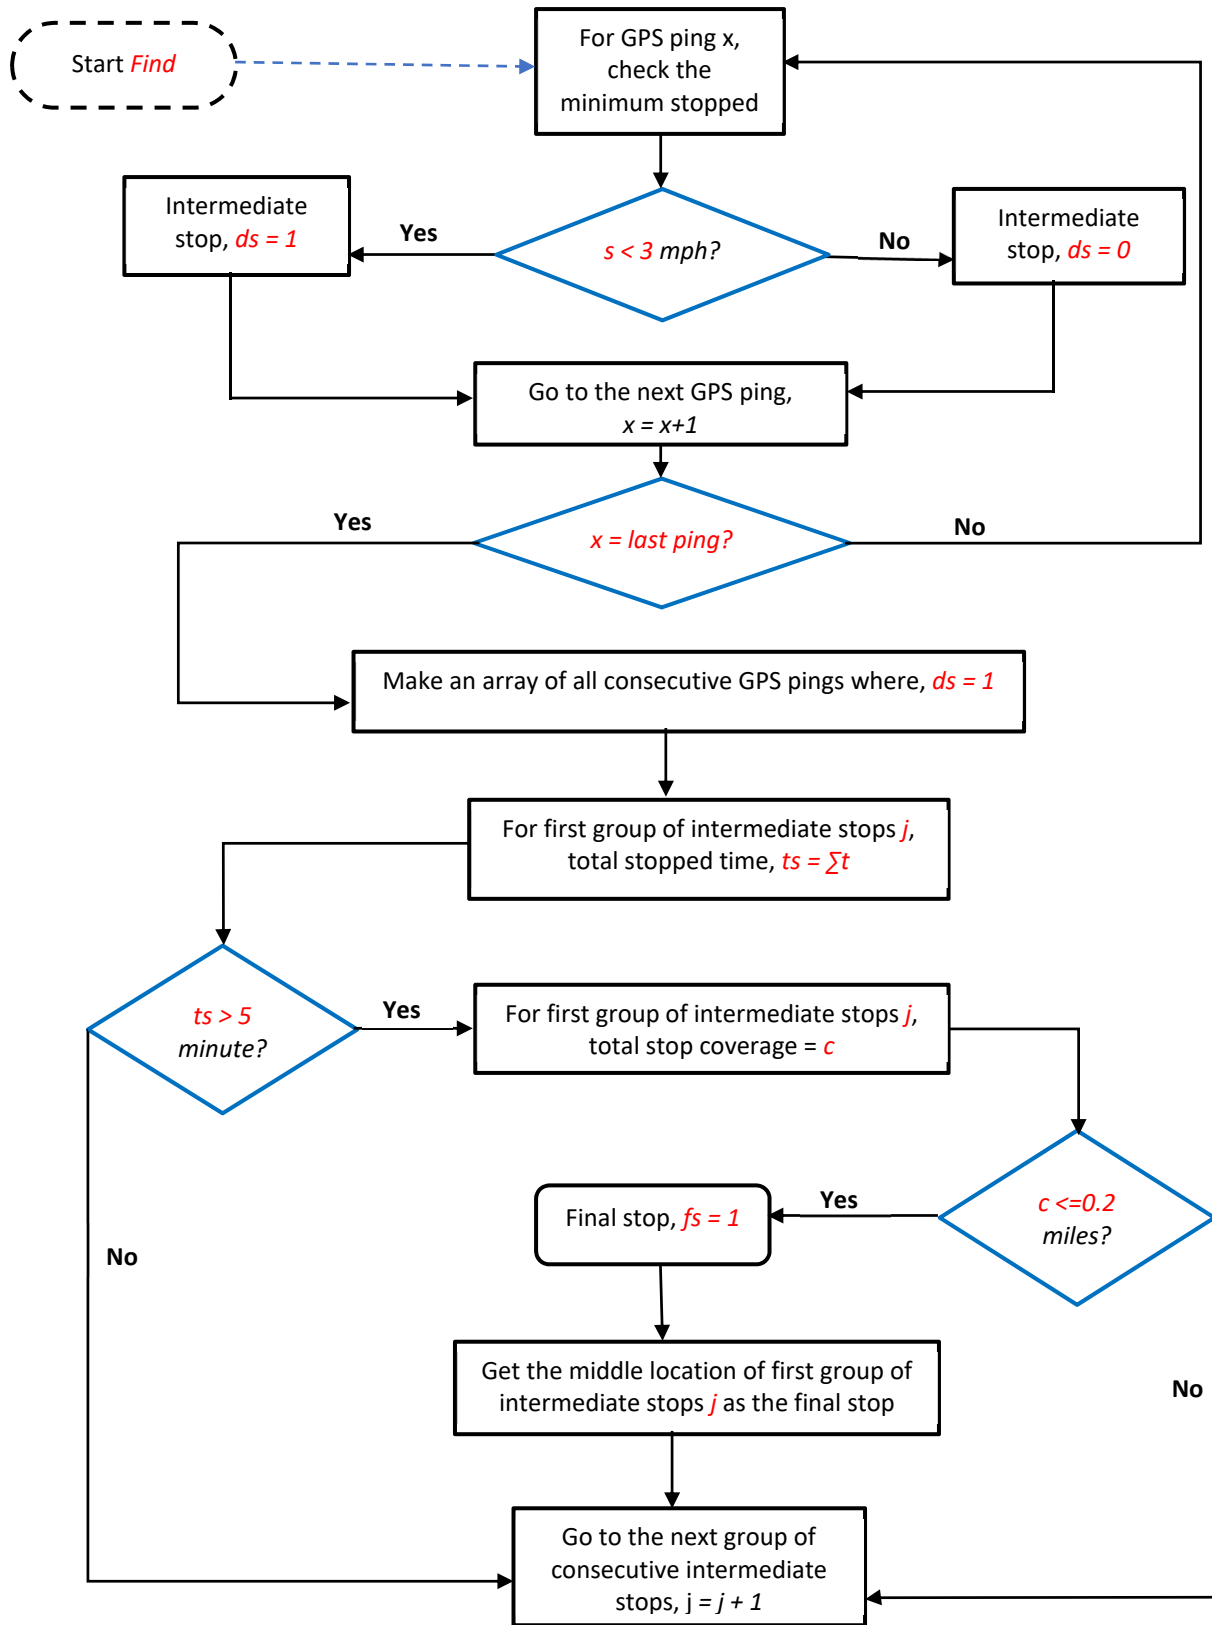 Start Find
For GPS ping x,
check the
minimum stopped
Intermediate
stop, ds = 1
Yes
s < 3 mph?
No
Intermediate
stop, ds = 0
Go to the next GPS ping,
x = x+1
Yes
x = last ping?
No
Make an array of all consecutive GPS pings where, ds = 1
For first group of intermediate stops j,
total stopped time, ts = ∑t
ts > 5
minute?
Yes
For first group of intermediate stops j,
total stop coverage = c
c <=0.2
miles?
Yes
Final stop, fs = 1
No
Get the middle location of first group of
intermediate stops j as the final stop
No
Go to the next group of
consecutive intermediate
stops, j = j + 1